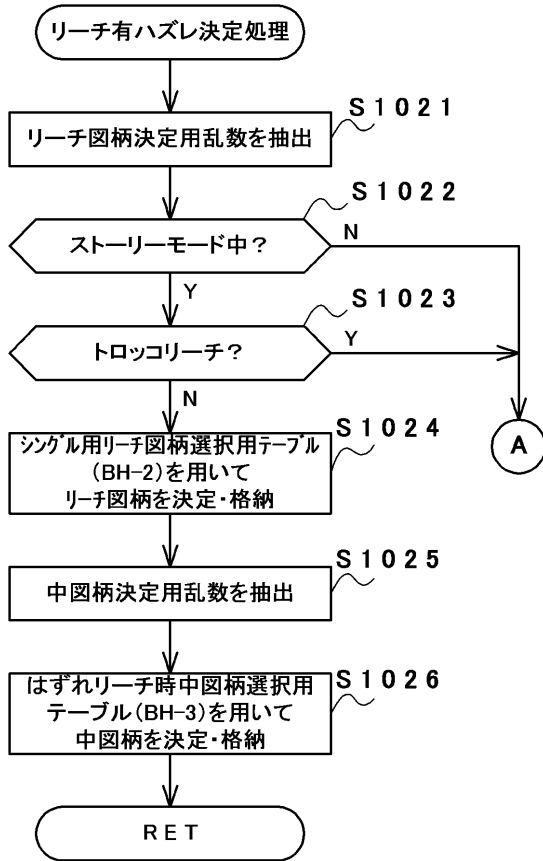 リーチ有ハズレ決定処理
S1021
リーチ図柄決定用乱数を抽出
S1022
ストーリーモード中？
N
Y
S1023
トロッコリーチ？
Y
N
A
S1024
シングル用リーチ図柄選択用テーブル
(BH-2)を用いて
リーチ図柄を決定・格納
S1025
中図柄決定用乱数を抽出
S1026
はずれリーチ時中図柄選択用
テーブル(BH-3)を用いて
中図柄を決定・格納
RET